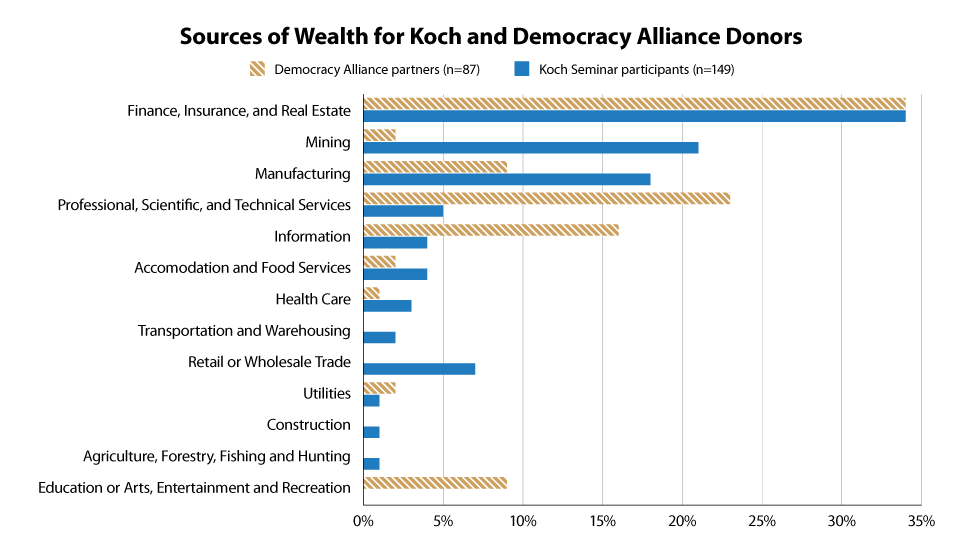 Sources of Wealth for Koch and Democracy Alliance Donors
Democracy Alliance partners (n=87) Koch Seminar participants (n=149)
Finance, Insurance, and Real Estate
Mining
Manufacturing
Professional, Scientific, and Technical Services
Information
Accomodation and Food Services
Health Care
Transportation and Warehousing
Retail or Wholesale Trade
Utilities
Construction
Agriculture, Forestry, Fishing and Hunting
Education or Arts, Entertainment and Recreation
0% 5% 10% 15% 20% 25% 30% 35%